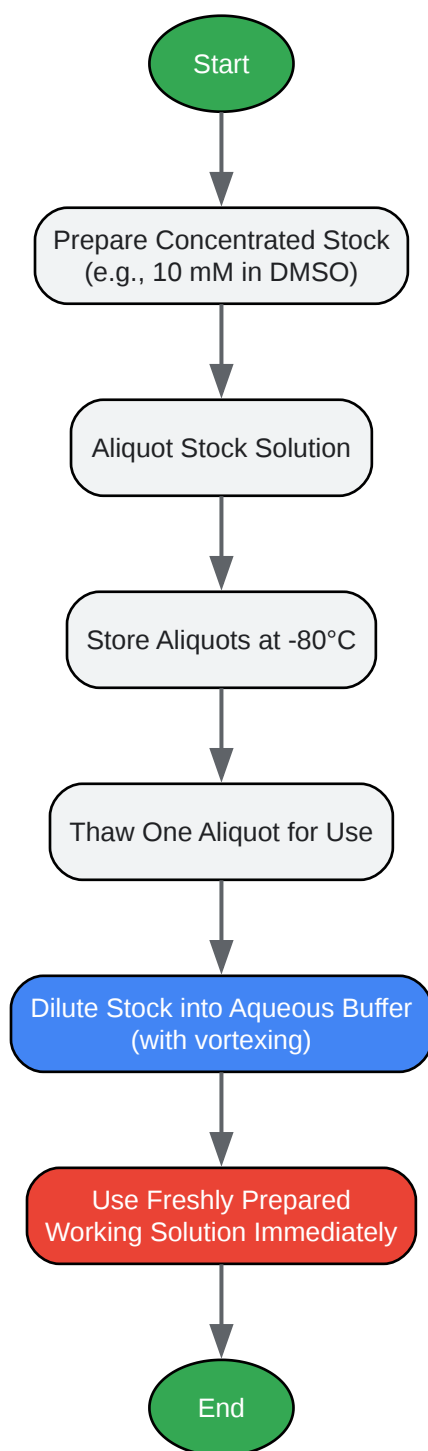 Start
Prepare Concentrated Stock
(e.g., 10 mM in DMSO)
Aliquot Stock Solution
Store Aliquots at -80°C
Thaw One Aliquot for Use
Dilute Stock into Aqueous Buffer
(with vortexing)
Use Freshly Prepared
Working Solution Immediately
End